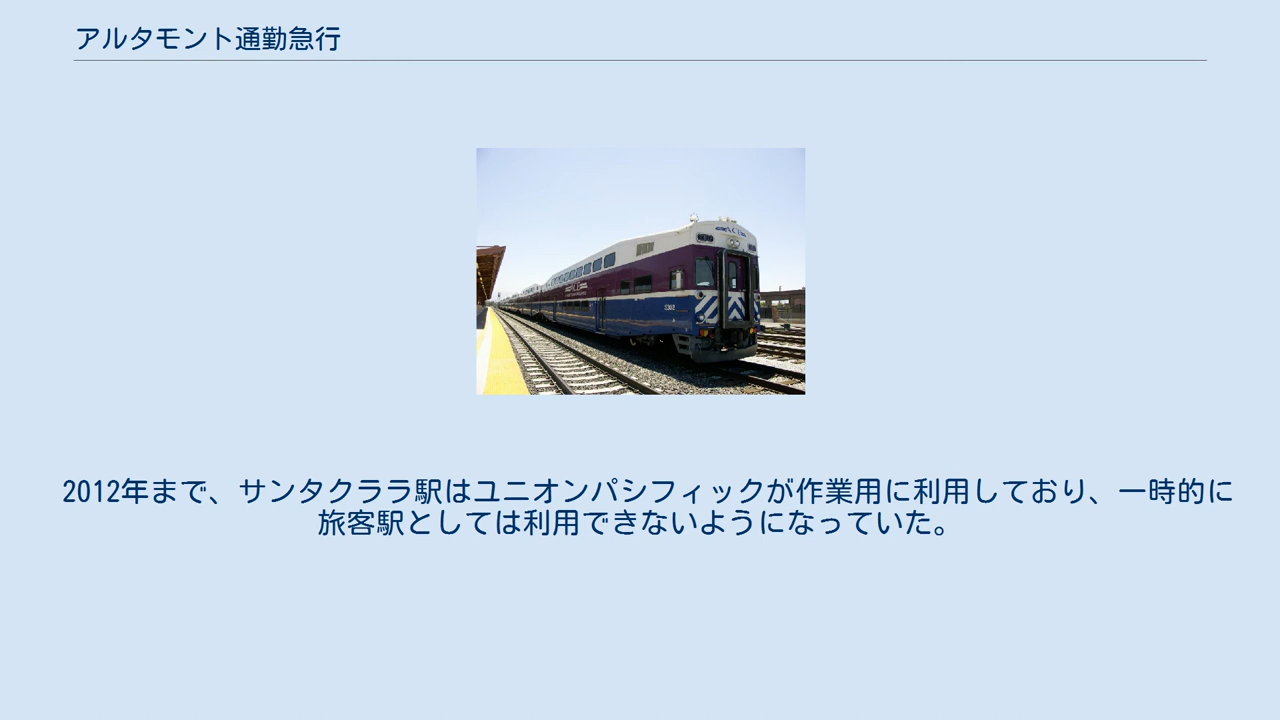 アルタモント通勤急行
2012年まで、サンタクララ駅はユニオンパシフィックが作業用に利用しており、一時的に
旅客駅としては利用できないようになっていた。